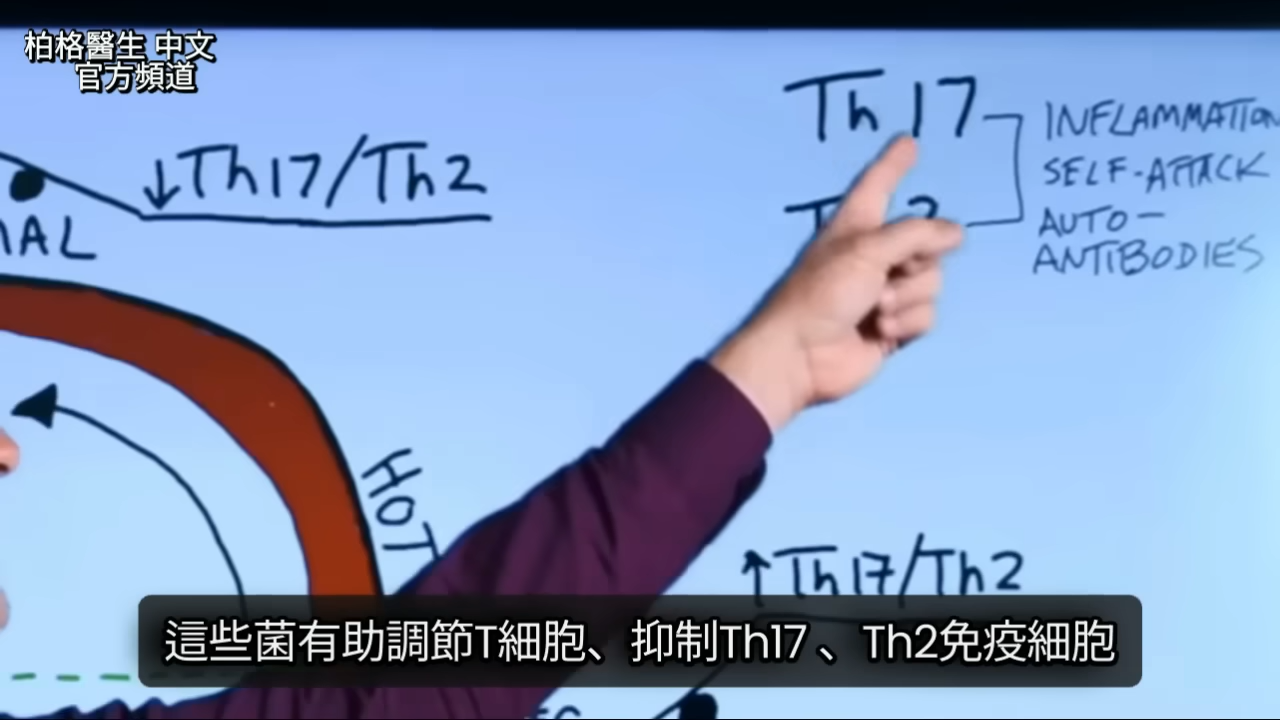 柏格醫生 中文
官方頻道
Th17
INFLAMMATION
SELF-ATTACK
AUTO-
ANTIBODIES
↓Th17/Th2
HOT
↑Th17/Th2
這些菌有助調節T細胞、抑制Th17、Th2免疫細胞